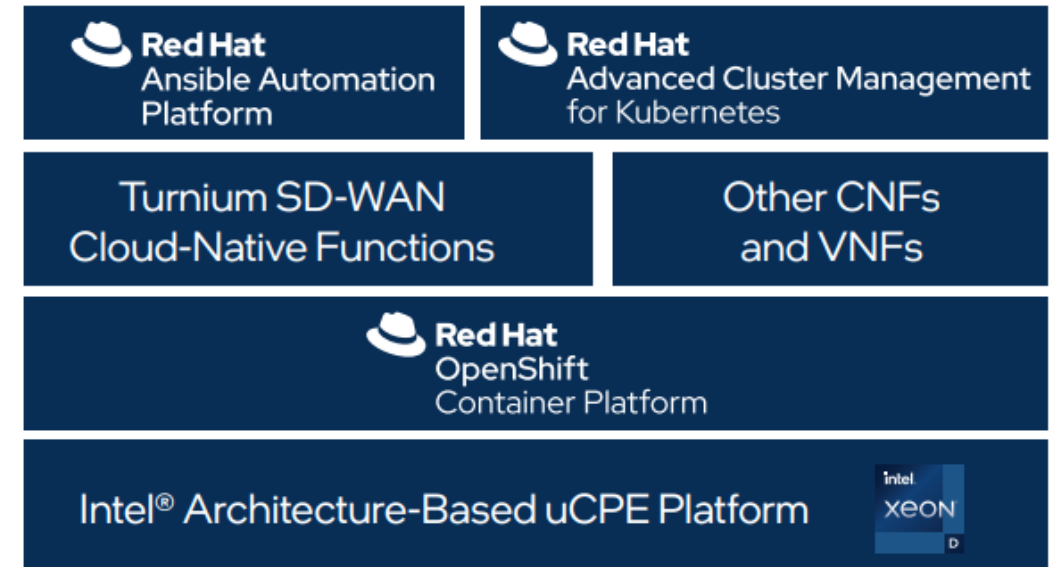 Red Hat
Ansible Automation
Platform
Red Hat
Advanced Cluster Management
for Kubernetes
Turnium SD-WAN
Cloud-Native Functions
Other CNFs
and VNFs
Red Hat
OpenShift
Container Platform
Intel® Architecture-Based uCPE Platform
intel.
XEON
D